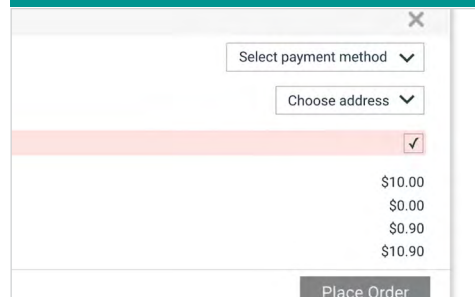 Select payment method
Choose address
$10.00
$0.00
$0.90
$10.90
Place Order